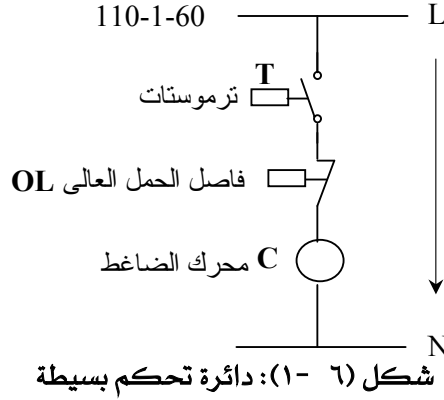 110-1-60 L
T
ترموستات
فاصل الحمل العالى OL
محرك الضاغط C
N
شكل (٦ -١): دائرة تحكم بسيطة